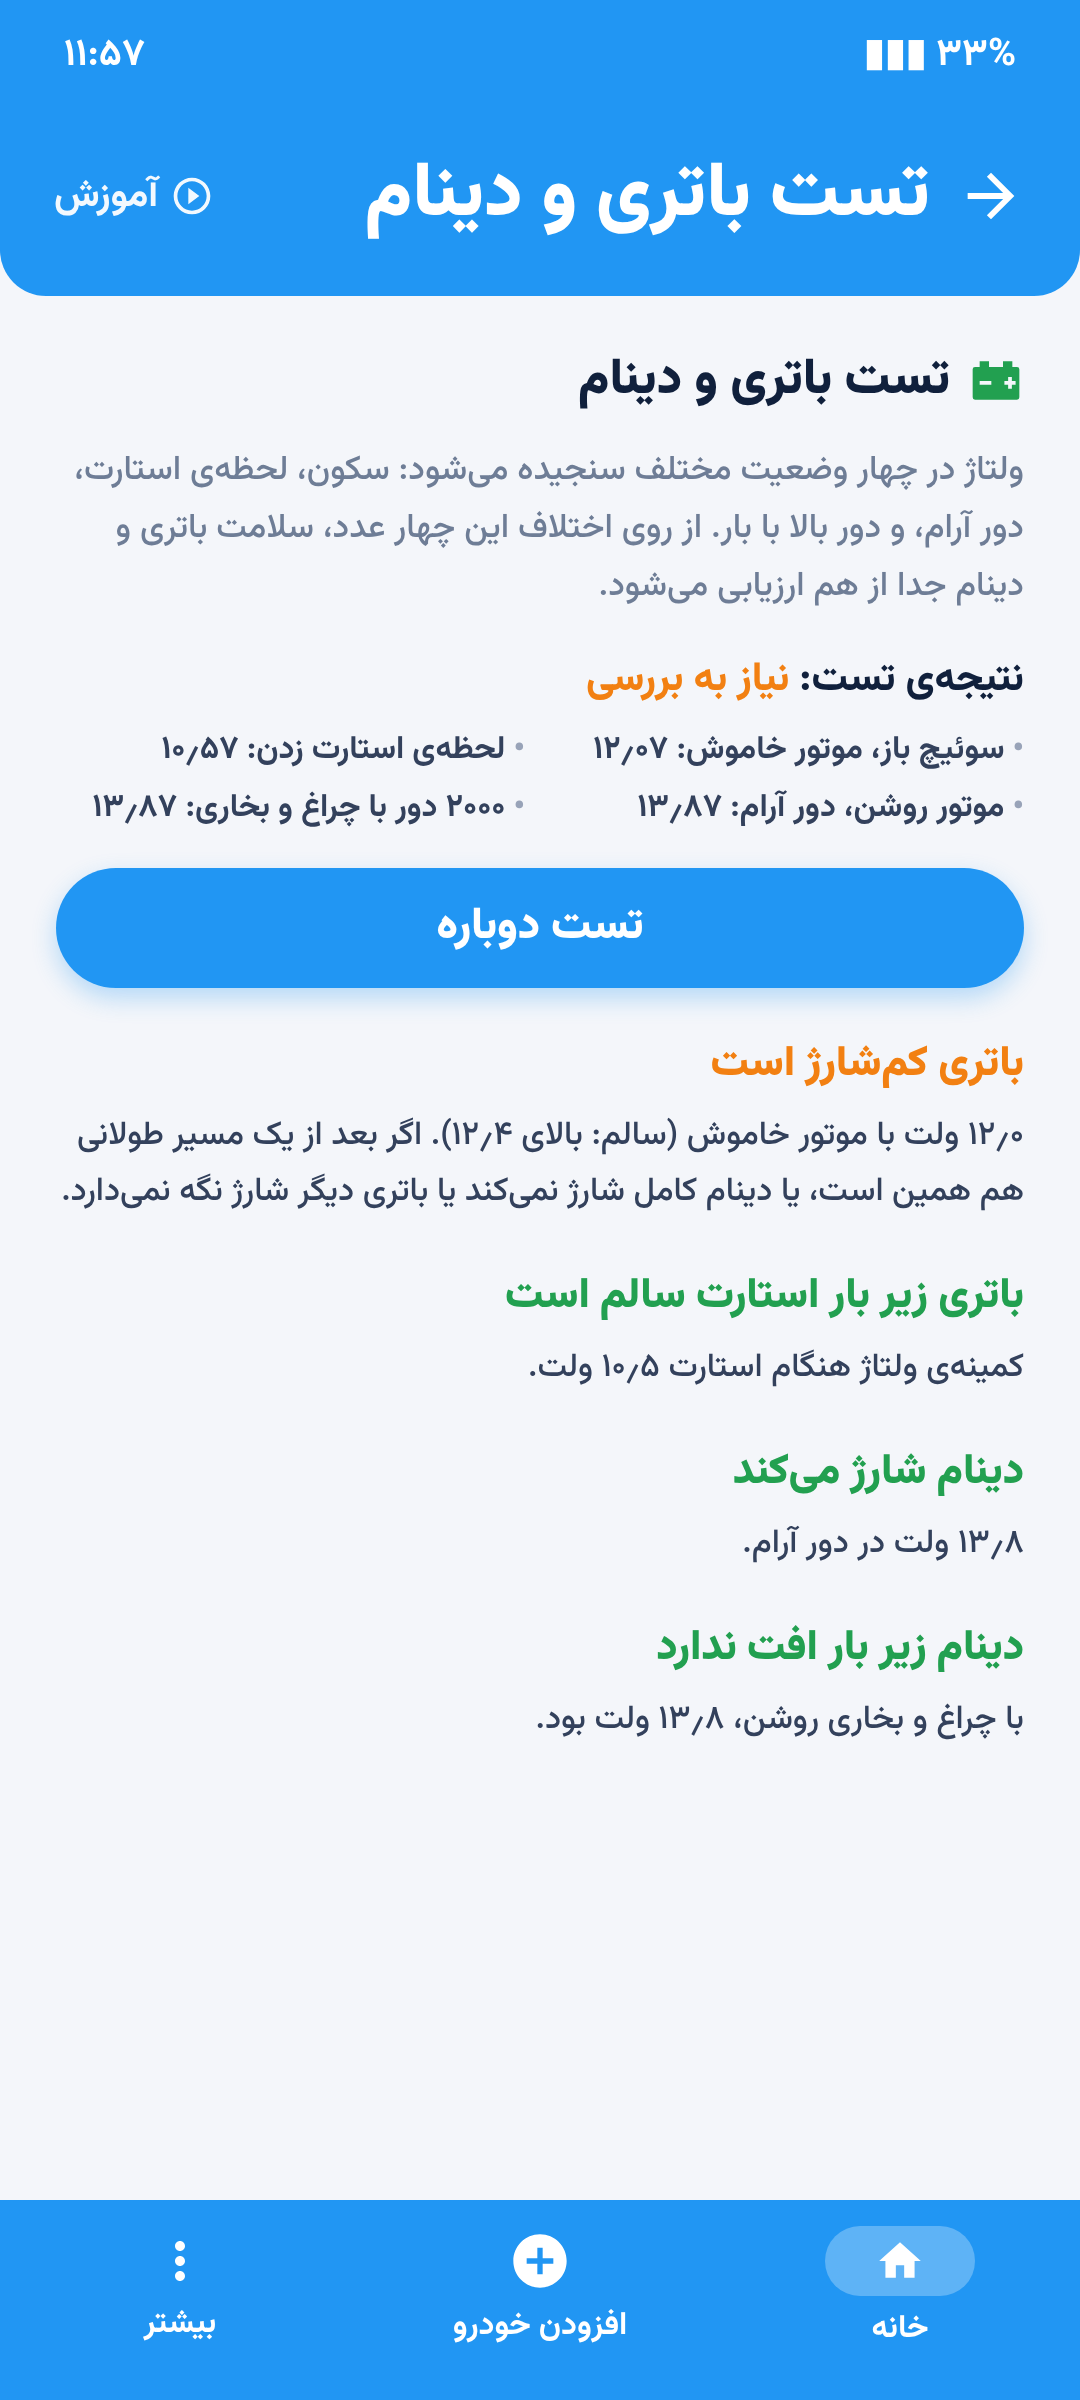 ۱۱:۵۷
۳۳%
تست باتری و دینام
آموزش
تست باتری و دینام
ولتاژ در چهار وضعیت مختلف سنجیده می‌شود: سکون، لحظه‌ی استارت،
دور آرام، و دور بالا با بار. از روی اختلاف این چهار عدد، سلامت باتری و
دینام جدا از هم ارزیابی می‌شود.
نتیجه‌ی تست: نیاز به بررسی
• سوئیچ باز، موتور خاموش: ۱۲٫۰۷
• لحظه‌ی استارت زدن: ۱۰٫۵۷
• موتور روشن، دور آرام: ۱۳٫۸۷
• ۲۰۰۰ دور با چراغ و بخاری: ۱۳٫۸۷
تست دوباره
باتری کم‌شارژ است
۱۲٫۰ ولت با موتور خاموش (سالم: بالای ۱۲٫۴). اگر بعد از یک مسیر طولانی
هم همین است، یا دینام کامل شارژ نمی‌کند یا باتری دیگر شارژ نگه نمی‌دارد.
باتری زیر بار استارت سالم است
کمینه‌ی ولتاژ هنگام استارت ۱۰٫۵ ولت.
دینام شارژ می‌کند
۱۳٫۸ ولت در دور آرام.
دینام زیر بار افت ندارد
با چراغ و بخاری روشن، ۱۳٫۸ ولت بود.
خانه
افزودن خودرو
بیشتر